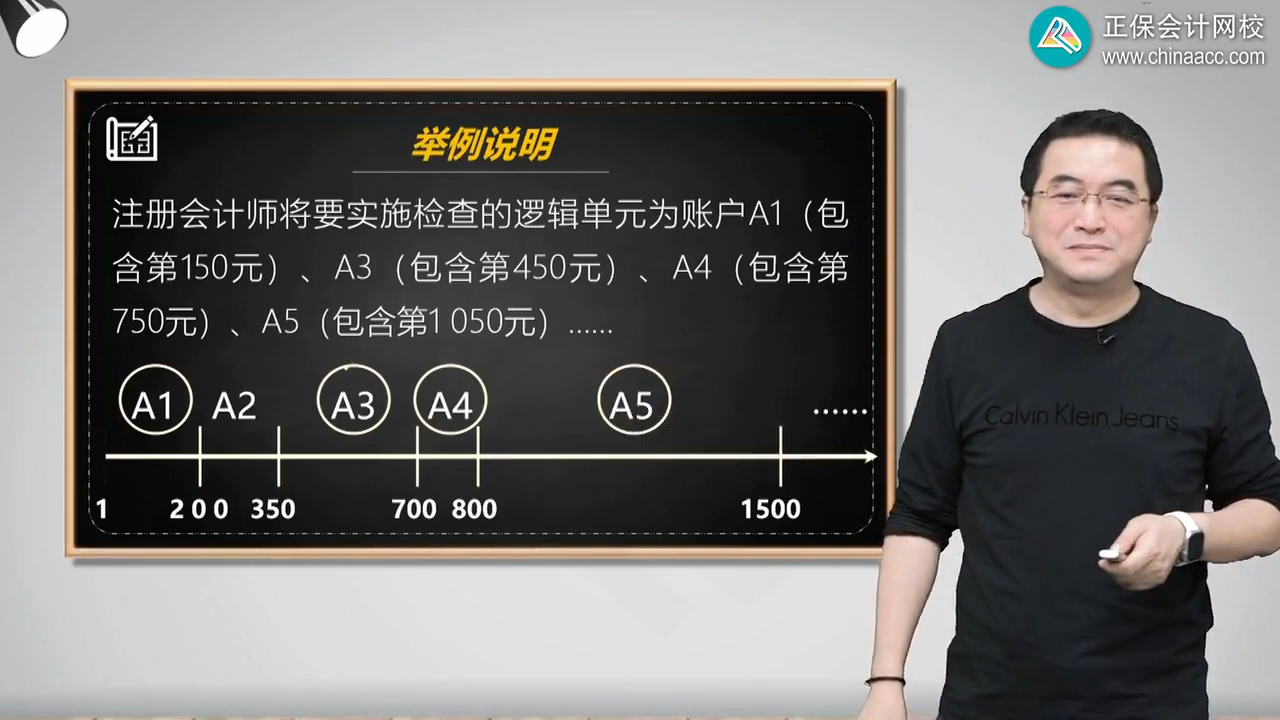 正保会计网校
www.chinaacc.com
举例说明
注册会计师将要实施检查的逻辑单元为账户A1（包
含第150元）、A3（包含第450元）、A4（包含第
750元）、A5（包含第1 050元）……
A1 A2 A3 A4 A5 ……
1 200 350 700 800 1500
Calvin Klein Jeans